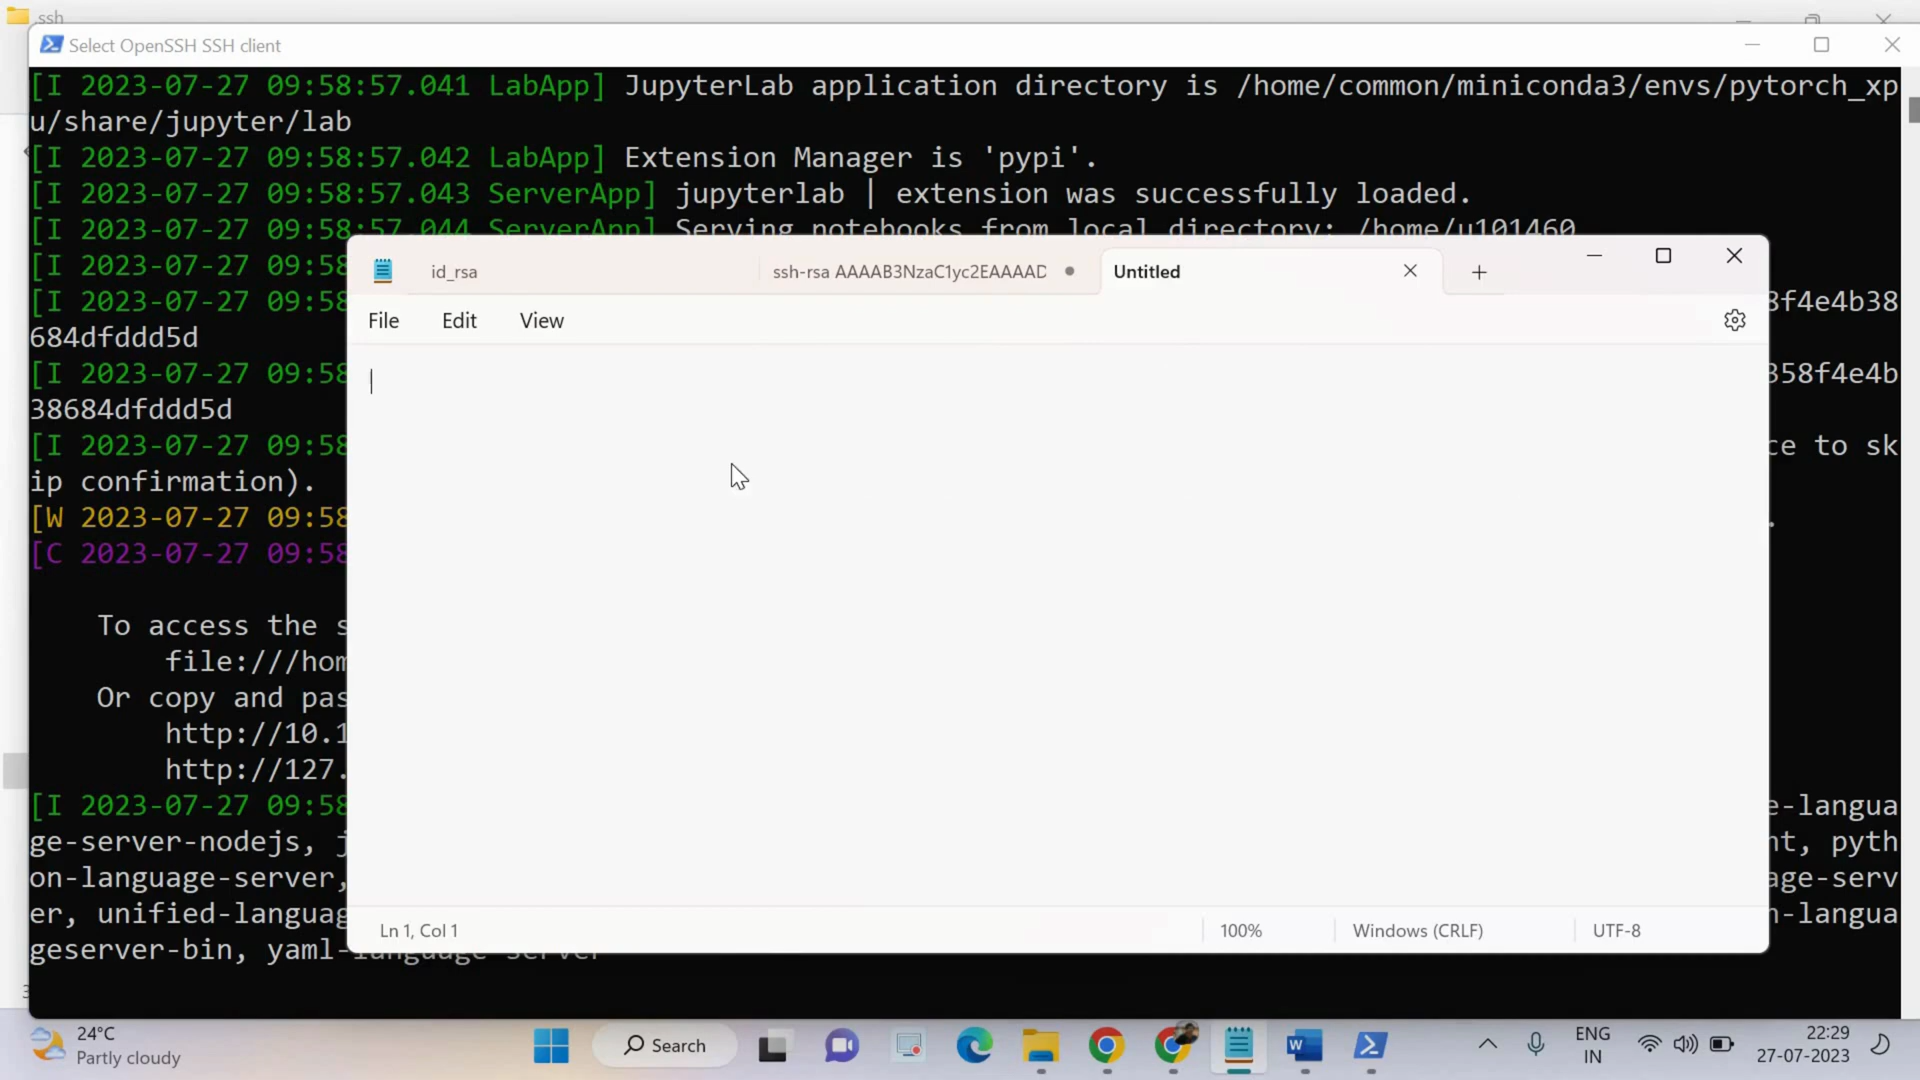 ssh
Select OpenSSH SSH client
[I 2023-07-27 09:58:57.041 LabApp] JupyterLab application directory is /home/common/miniconda3/envs/pytorch_xp
u/share/jupyter/lab
[I 2023-07-27 09:58:57.042 LabApp] Extension Manager is 'pypi'.
[I 2023-07-27 09:58:57.043 ServerApp] jupyterlab | extension was successfully loaded.
[I 2023-07-27 09:58:57.044 ServerApp] Serving notebooks from local directory: /home/u101460
[I 2023-07-27 09:58
[I 2023-07-27 09:58 8f4e4b38
684dfddd5d
[I 2023-07-27 09:58 358f4e4b
38684dfddd5d
[I 2023-07-27 09:58 ce to sk
ip confirmation).
[W 2023-07-27 09:58 .
[C 2023-07-27 09:58
To access the s
file:///hom
Or copy and pas
http://10.1
http://127.
[I 2023-07-27 09:58 e-langua
ge-server-nodejs, j nt, pyth
on-language-server, age-serv
er, unified-languag n-langua
geserver-bin, yaml-language-server
id_rsa
ssh-rsa AAAAB3NzaC1yc2EAAAAD
Untitled
File Edit View
Ln 1, Col 1
100%
Windows (CRLF)
UTF-8
24°C
Partly cloudy
Search
ENG
IN
22:29
27-07-2023